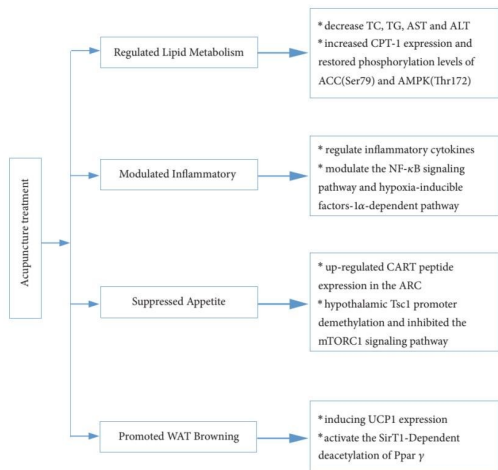 Acupuncture treatment
Regulated Lipid Metabolism
* decrease TC, TG, AST and ALT
* increased CPT-1 expression and
restored phosphorylation levels of
ACC(Ser79) and AMPK(Thr172)
Modulated Inflammatory
* regulate inflammatory cytokines
* modulate the NF-κB signaling
pathway and hypoxia-inducible
factors-1α-dependent pathway
Suppressed Appetite
* up-regulated CART peptide
expression in the ARC
* hypothalamic Tsc1 promoter
demethylation and inhibited the
mTORC1 signaling pathway
Promoted WAT Browning
* inducing UCP1 expression
* activate the SirT1-Dependent
deacetylation of Ppar γ